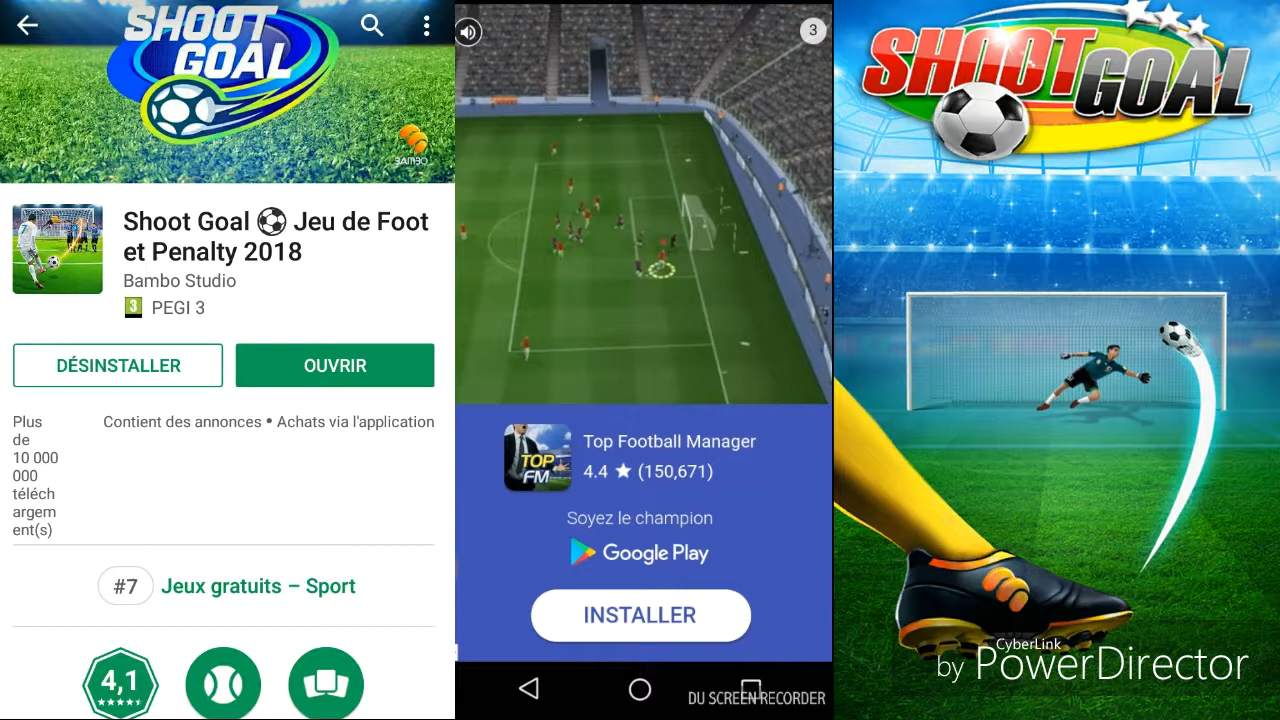 SHOOT
GOAL
BAMBO
Shoot Goal ⚽ Jeu de Foot
et Penalty 2018
Bambo Studio
3 PEGI 3
DÉSINSTALLER
OUVRIR
Plus
de
10 000
000
téléch
argem
ent(s)
Contient des annonces • Achats via l'application
#7 Jeux gratuits – Sport
4,1
3
TOP
FM
Top Football Manager
4.4 ★ (150,671)
Soyez le champion
Google Play
INSTALLER
DU SCREEN RECORDER
SHOOT GOAL
CyberLink
by PowerDirector